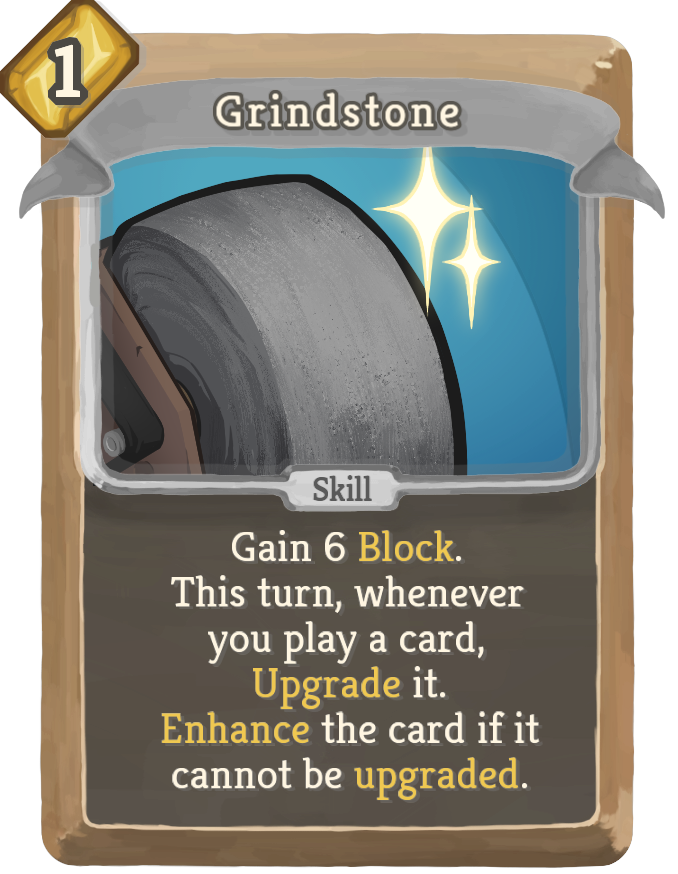 1
Grindstone
Skill
Gain 6 Block.
This turn, whenever
you play a card,
Upgrade it.
Enhance the card if it
cannot be upgraded.